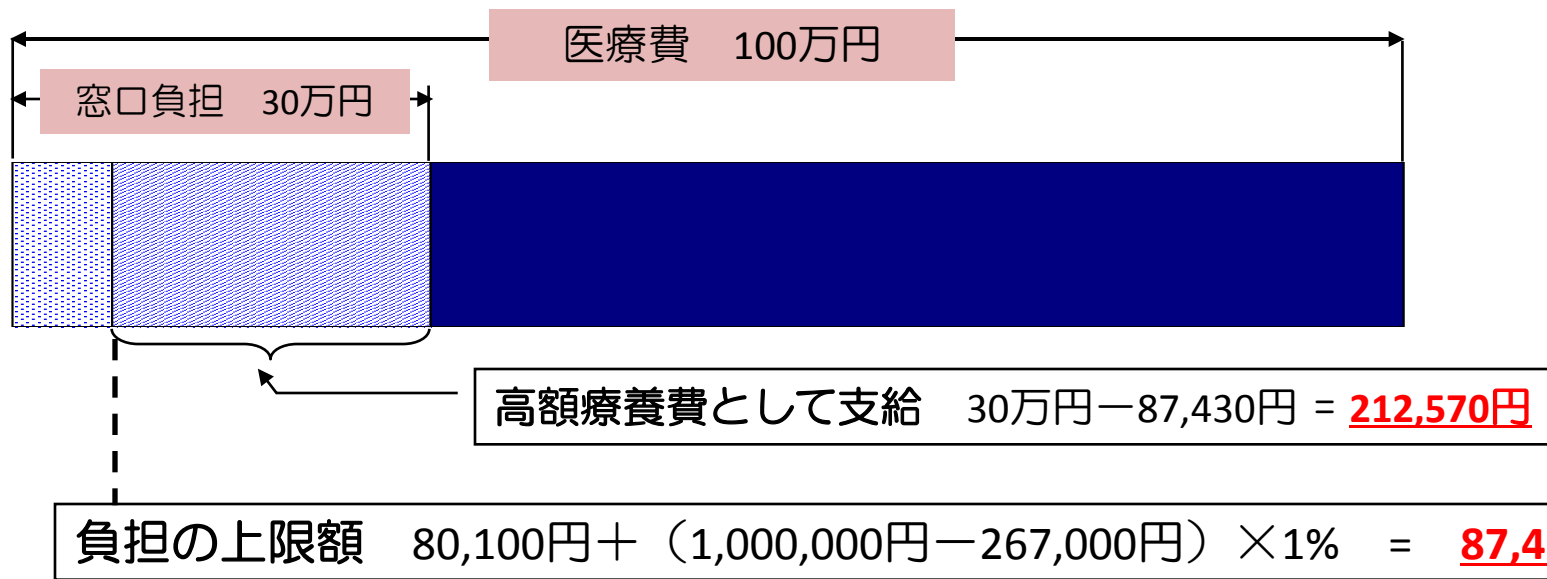 医療費　100万円
窓口負担　30万円
高額療養費として支給　30万円－87,430円 = 212,570円
負担の上限額　80,100円＋（1,000,000円－267,000円）×1%　=　87,4